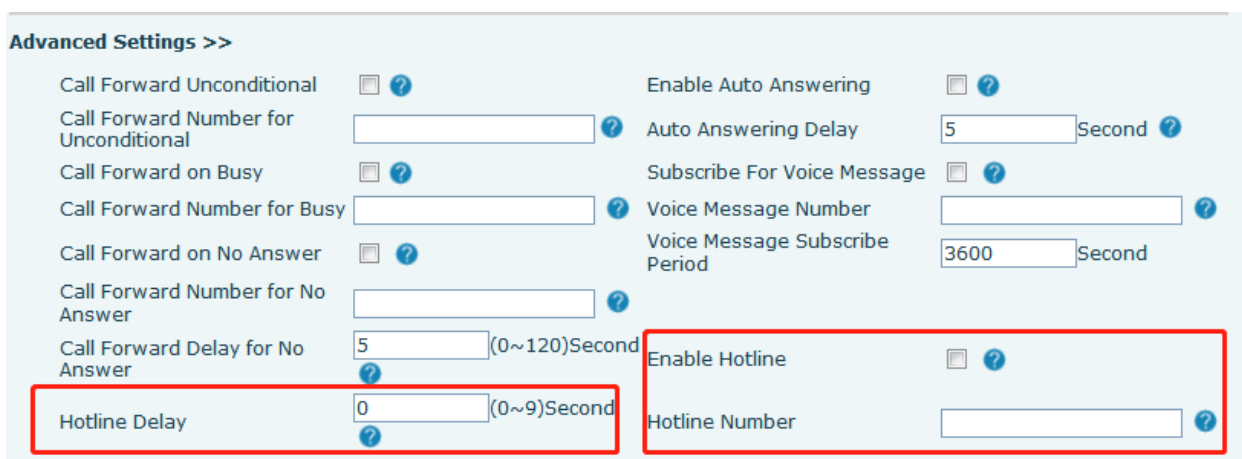 Advanced Settings >>
Call Forward Unconditional ? Enable Auto Answering ?
Call Forward Number for
Unconditional ? Auto Answering Delay 5 Second ?
Call Forward on Busy ? Subscribe For Voice Message ?
Call Forward Number for Busy ? Voice Message Number ?
Call Forward on No Answer ? Voice Message Subscribe
Period 3600 Second
Call Forward Number for No
Answer ?
Call Forward Delay for No
Answer 5 (0~120)Second ? Enable Hotline ?
Hotline Delay 0 (0~9)Second ? Hotline Number ?